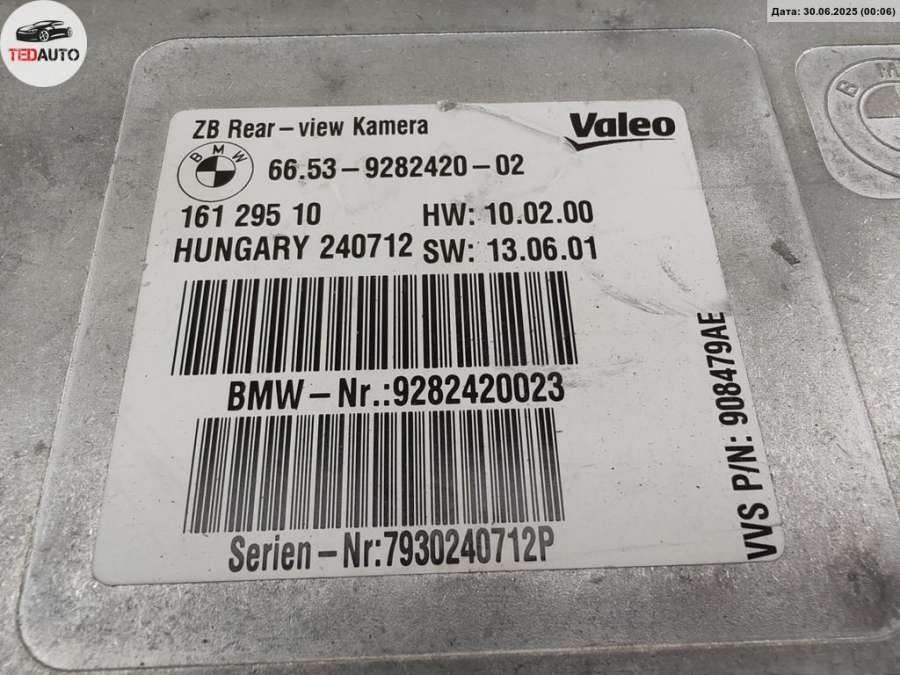 TEDAUTO
Дата: 30.06.2025 (00:06)
ZB Rear-view Kamera
Valeo
BMW
66.53-9282420-02
161 295 10
HW: 10.02.00
HUNGARY 240712
SW: 13.06.01
BMW-Nr.:9282420023
Serien-Nr:7930240712P
VVS P/N: 908479AE
B M